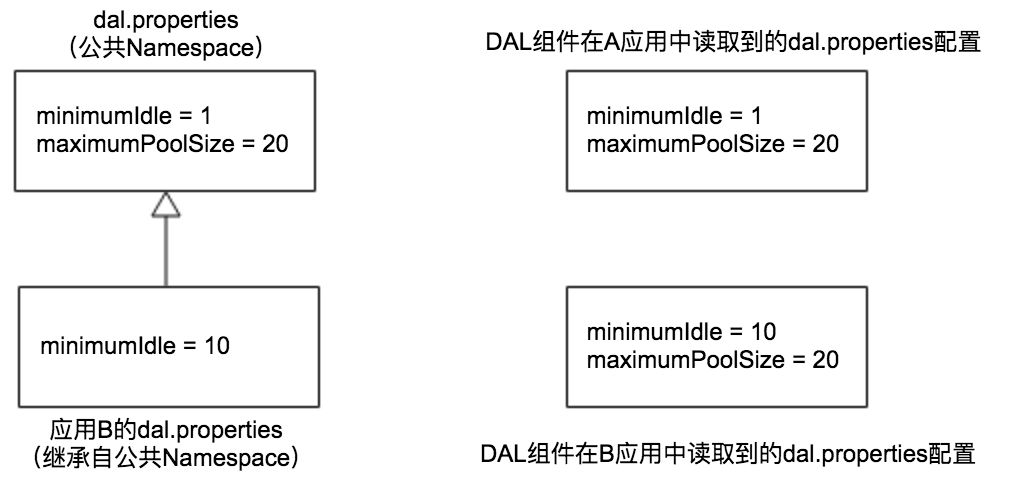 dal.properties
（公共Namespace）
minimumIdle = 1
maximumPoolSize = 20
minimumIdle = 10
应用B的dal.properties
（继承自公共Namespace）
DAL组件在A应用中读取到的dal.properties配置
minimumIdle = 1
maximumPoolSize = 20
minimumIdle = 10
maximumPoolSize = 20
DAL组件在B应用中读取到的dal.properties配置